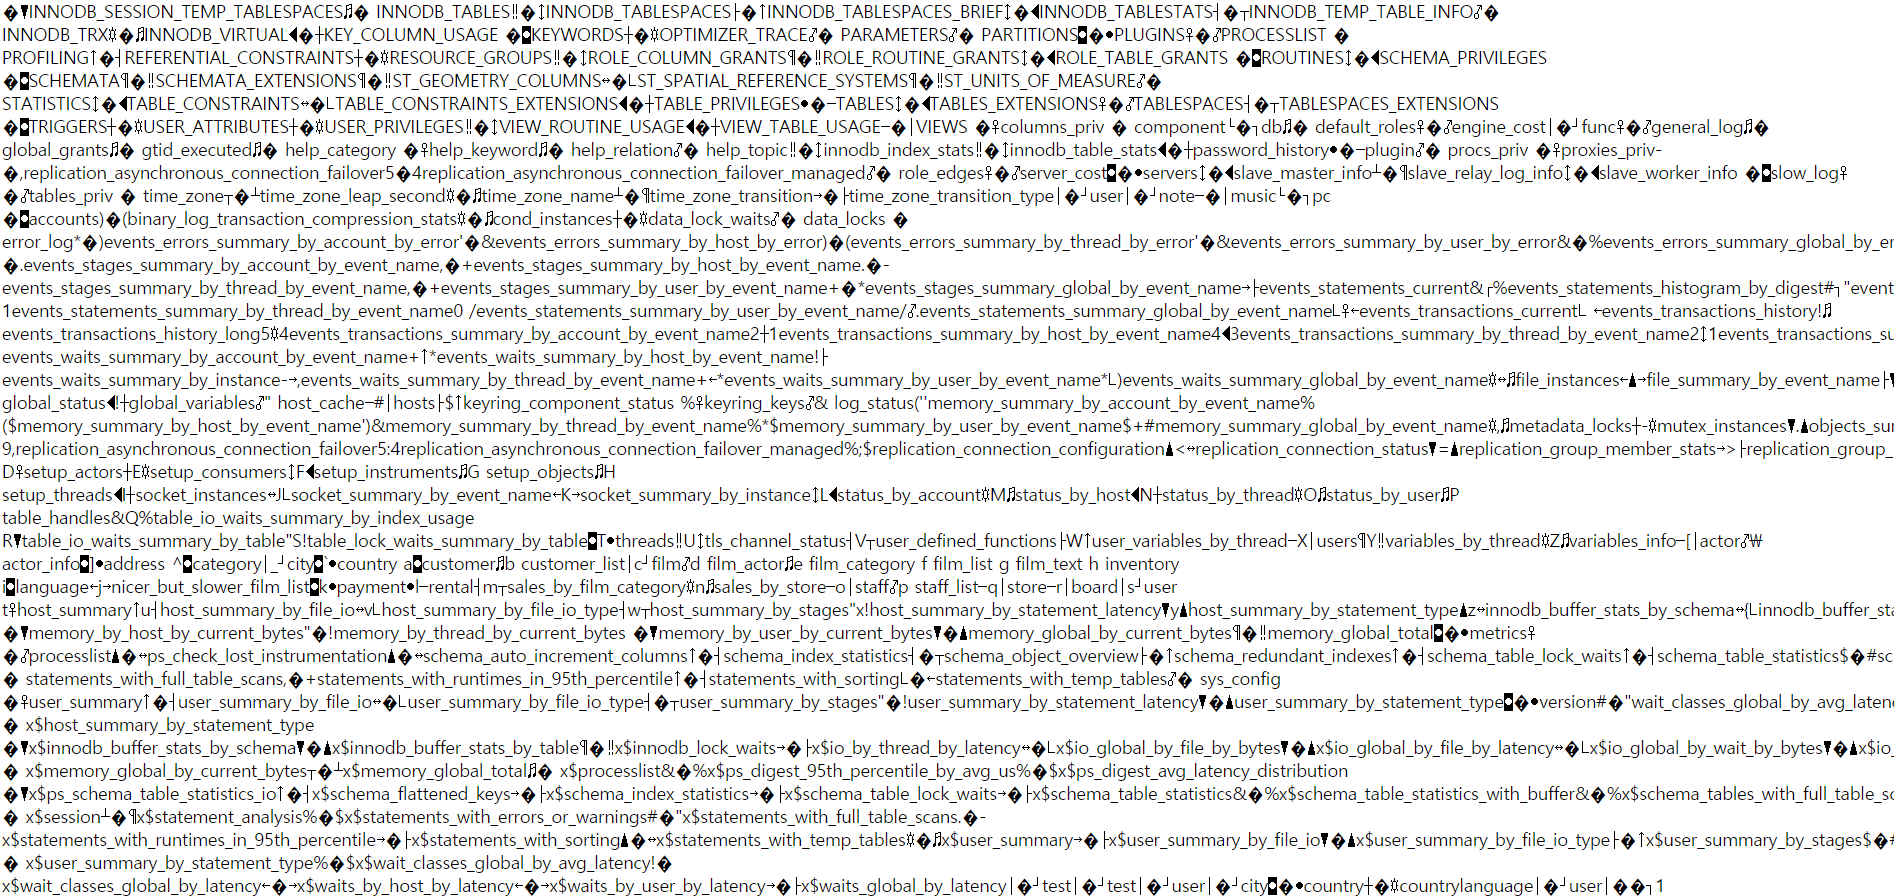 �▼INNODB_SESSION_TEMP_TABLESPACES♫� INNODB_TABLES‼�↕INNODB_TABLESPACES├�↑INNODB_TABLESPACES_BRIEF↕�◀INNODB_TABLESTATS┤�┬INNODB_TEMP_TABLE_INFO♂�
INNODB_TRX☼�♫INNODB_VIRTUAL◀�┼KEY_COLUMN_USAGE �◘KEYWORDS┼�☼OPTIMIZER_TRACE♂� PARAMETERS♂� PARTITIONS◘�•PLUGINS♀�♂PROCESSLIST �
PROFILING↑�┤REFERENTIAL_CONSTRAINTS┼�☼RESOURCE_GROUPS‼�↕ROLE_COLUMN_GRANTS¶�‼ROLE_ROUTINE_GRANTS↕�◀ROLE_TABLE_GRANTS �◘ROUTINES↕�◀SCHEMA_PRIVILEGES
�◘SCHEMATA¶�‼SCHEMATA_EXTENSIONS¶�‼ST_GEOMETRY_COLUMNS↔�∟ST_SPATIAL_REFERENCE_SYSTEMS¶�‼ST_UNITS_OF_MEASURE♂�
STATISTICS↕�◀TABLE_CONSTRAINTS↔�∟TABLE_CONSTRAINTS_EXTENSIONS◀�┼TABLE_PRIVILEGES•�─TABLES↕�◀TABLES_EXTENSIONS♀�♂TABLESPACES┤�┬TABLESPACES_EXTENSIONS
�◘TRIGGERS┼�☼USER_ATTRIBUTES┼�☼USER_PRIVILEGES‼�↕VIEW_ROUTINE_USAGE◀�┼VIEW_TABLE_USAGE─�│VIEWS �♀columns_priv � component└�┐db♫� default_roles♀�♂engine_cost│�┘func♀�♂general_log♫�
global_grants♫� gtid_executed♫� help_category �♀help_keyword♫� help_relation♂� help_topic‼�↕innodb_index_stats‼�↕innodb_table_stats◀�┼password_history•�─plugin♂� procs_priv �♀proxies_priv-
�,replication_asynchronous_connection_failover5�4replication_asynchronous_connection_failover_managed♂� role_edges♀�♂server_cost◘�•servers↕�◀slave_master_info┴�¶slave_relay_log_info↕�◀slave_worker_info �◘slow_log♀
�♂tables_priv � time_zone┬�┴time_zone_leap_second☼�♫time_zone_name┴�¶time_zone_transition→�├time_zone_transition_type│�┘user│�┘note─�│music└�┐pc
�◘accounts)�(binary_log_transaction_compression_stats☼�♫cond_instances┼�☼data_lock_waits♂� data_locks �
error_log*�)events_errors_summary_by_account_by_error'�&events_errors_summary_by_host_by_error)�(events_errors_summary_by_thread_by_error'�&events_errors_summary_by_user_by_error&�%events_errors_summary_global_by_er
�.events_stages_summary_by_account_by_event_name,�+events_stages_summary_by_host_by_event_name.�-
events_stages_summary_by_thread_by_event_name,�+events_stages_summary_by_user_by_event_name+�*events_stages_summary_global_by_event_name→├events_statements_current&┌%events_statements_histogram_by_digest#┐"event
1events_statements_summary_by_thread_by_event_name0 /events_statements_summary_by_user_by_event_name/♂.events_statements_summary_global_by_event_name∟♀←events_transactions_current∟ ←events_transactions_history!♫
events_transactions_history_long5☼4events_transactions_summary_by_account_by_event_name2┼1events_transactions_summary_by_host_by_event_name4◀3events_transactions_summary_by_thread_by_event_name2↕1events_transactions_su
events_waits_summary_by_account_by_event_name+↑*events_waits_summary_by_host_by_event_name!├
events_waits_summary_by_instance-→,events_waits_summary_by_thread_by_event_name+←*events_waits_summary_by_user_by_event_name*∟)events_waits_summary_global_by_event_name☼↔♫file_instances←▲→file_summary_by_event_name├▼
global_status◀!┼global_variables♂" host_cache─#│hosts├$↑keyring_component_status %♀keyring_keys♂& log_status(''memory_summary_by_account_by_event_name%
($memory_summary_by_host_by_event_name')&memory_summary_by_thread_by_event_name%*$memory_summary_by_user_by_event_name$+#memory_summary_global_by_event_name☼,♫metadata_locks┼-☼mutex_instances▼.▲objects_sur
9,replication_asynchronous_connection_failover5:4replication_asynchronous_connection_failover_managed%;$replication_connection_configuration▲<↔replication_connection_status▼=▲replication_group_member_stats→>├replication_group_
D♀setup_actors┼E☼setup_consumers↕F◀setup_instruments♫G setup_objects♫H
setup_threads◀I┼socket_instances↔J∟socket_summary_by_event_name←K→socket_summary_by_instance↕L◀status_by_account☼M♫status_by_host◀N┼status_by_thread☼O♫status_by_user♫P
table_handles&Q%table_io_waits_summary_by_index_usage
R▼table_io_waits_summary_by_table"S!table_lock_waits_summary_by_table◘T•threads‼U↕tls_channel_status┤V┬user_defined_functions├W↑user_variables_by_thread─X│users¶Y‼variables_by_thread☼Z♫variables_info─[│actor♂₩
actor_info◘]•address ^◘category│_┘city◘`•country a◘customer♫b customer_list│c┘film♂d film_actor♫e film_category f film_list g film_text h inventory
i◘language←j→nicer_but_slower_film_list◘k•payment•l─rental┤m┬sales_by_film_category☼n♫sales_by_store─o│staff♂p staff_list─q│store─r│board│s┘user
t♀host_summary↑u┤host_summary_by_file_io↔v∟host_summary_by_file_io_type┤w┬host_summary_by_stages"x!host_summary_by_statement_latency▼y▲host_summary_by_statement_type▲z↔innodb_buffer_stats_by_schema↔{∟innodb_buffer_sta
�▼memory_by_host_by_current_bytes"�!memory_by_thread_by_current_bytes �▼memory_by_user_by_current_bytes▼�▲memory_global_by_current_bytes¶�‼memory_global_total◘�•metrics♀
�♂processlist▲�↔ps_check_lost_instrumentation▲�↔schema_auto_increment_columns↑�┤schema_index_statistics┤�┬schema_object_overview├�↑schema_redundant_indexes↑�┤schema_table_lock_waits↑�┤schema_table_statistics$�#sc
� statements_with_full_table_scans,�+statements_with_runtimes_in_95th_percentile↑�┤statements_with_sorting∟�←statements_with_temp_tables♂� sys_config
�♀user_summary↑�┤user_summary_by_file_io↔�∟user_summary_by_file_io_type┤�┬user_summary_by_stages"�!user_summary_by_statement_latency▼�▲user_summary_by_statement_type◘�•version#�"wait_classes_global_by_avg_laten
� x$host_summary_by_statement_type
�▼x$innodb_buffer_stats_by_schema▼�▲x$innodb_buffer_stats_by_table¶�‼x$innodb_lock_waits→�├x$io_by_thread_by_latency↔�∟x$io_global_by_file_by_bytes▼�▲x$io_global_by_file_by_latency↔�∟x$io_global_by_wait_by_bytes▼�▲x$io_
� x$memory_global_by_current_bytes┬�┴x$memory_global_total♫� x$processlist&�%x$ps_digest_95th_percentile_by_avg_us%�$x$ps_digest_avg_latency_distribution
�▼x$ps_schema_table_statistics_io↑�┤x$schema_flattened_keys→�├x$schema_index_statistics→�├x$schema_table_lock_waits→�├x$schema_table_statistics&�%x$schema_table_statistics_with_buffer&�%x$schema_tables_with_full_table_sc
� x$session┴�¶x$statement_analysis%�$x$statements_with_errors_or_warnings#�"x$statements_with_full_table_scans.�-
x$statements_with_runtimes_in_95th_percentile→�├x$statements_with_sorting▲�↔x$statements_with_temp_tables☼�♫x$user_summary→�├x$user_summary_by_file_io▼�▲x$user_summary_by_file_io_type├�↑x$user_summary_by_stages$�#
� x$user_summary_by_statement_type%�$x$wait_classes_global_by_avg_latency!�
x$wait_classes_global_by_latency←�→x$waits_by_host_by_latency←�→x$waits_by_user_by_latency→�├x$waits_global_by_latency│�┘test│�┘test│�┘user│�┘city◘�•country┼�☼countrylanguage│�┘user│��┐1